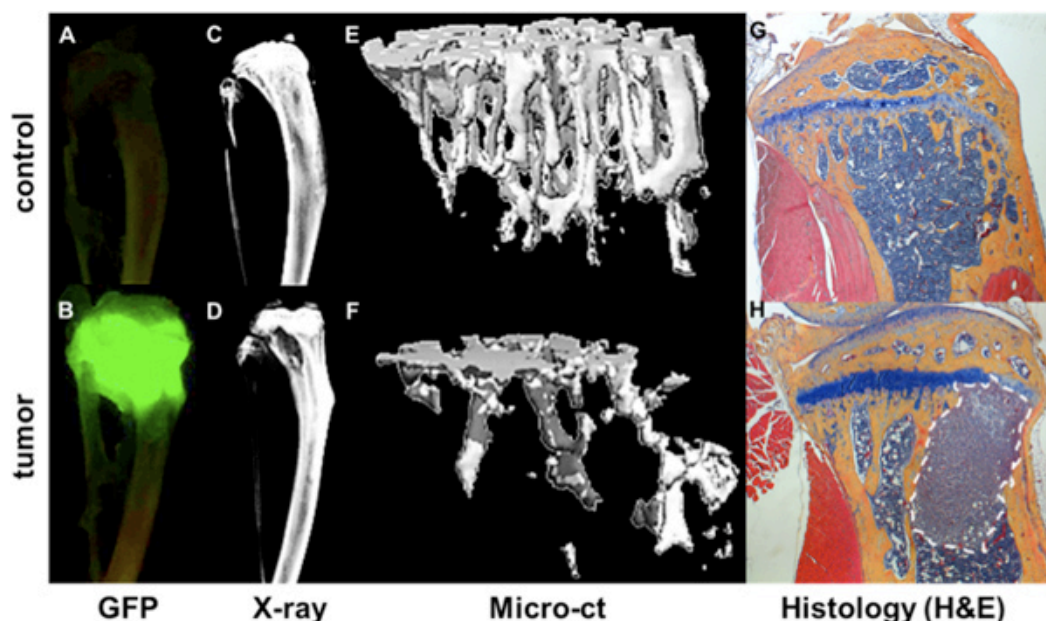 A
C
E
G
control
B
D
F
H
tumor
GFP
X-ray
Micro-ct
Histology (H&E)